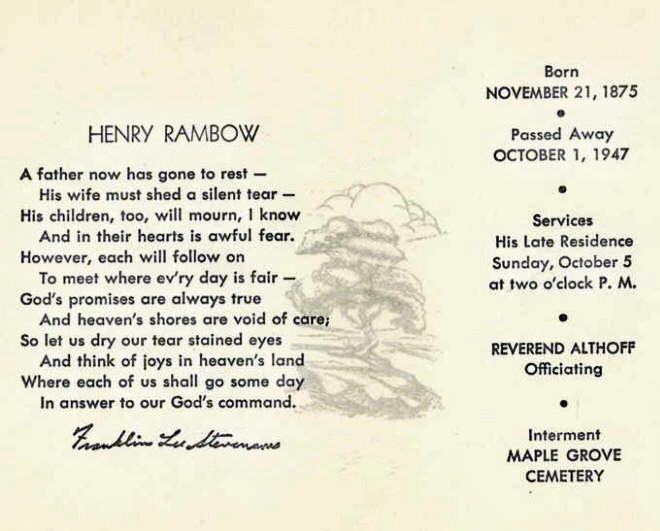 HENRY RAMBOW
A father now has gone to rest —
His wife must shed a silent tear —
His children, too, will mourn, I know
And in their hearts is awful fear.
However, each will follow on
To meet where ev'ry day is fair —
God's promises are always true
And heaven's shores are void of care;
So let us dry our tear stained eyes
And think of joys in heaven's land
Where each of us shall go some day
In answer to our God's command.
Franklin Lee Stevenson
Born
NOVEMBER 21, 1875
•
Passed Away
OCTOBER 1, 1947
•
Services
His Late Residence
Sunday, October 5
at two o'clock P. M.
•
REVEREND ALTHOFF
Officiating
•
Interment
MAPLE GROVE
CEMETERY